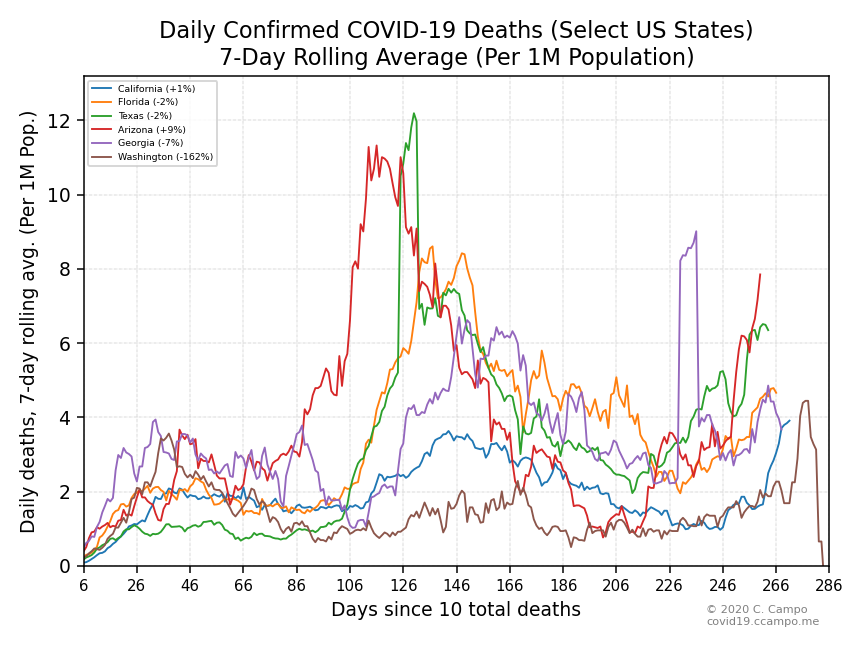 Daily Confirmed COVID-19 Deaths (Select US States)
7-Day Rolling Average (Per 1M Population)
Daily deaths, 7-day rolling avg. (Per 1M Pop.)
California (+1%)
Florida (-2%)
Texas (-2%)
Arizona (+9%)
Georgia (-7%)
Washington (-162%)
12
10
8
6
4
2
0
6 26 46 66 86 106 126 146 166 186 206 226 246 266 286
Days since 10 total deaths
© 2020 C. Campo
covid19.ccampo.me